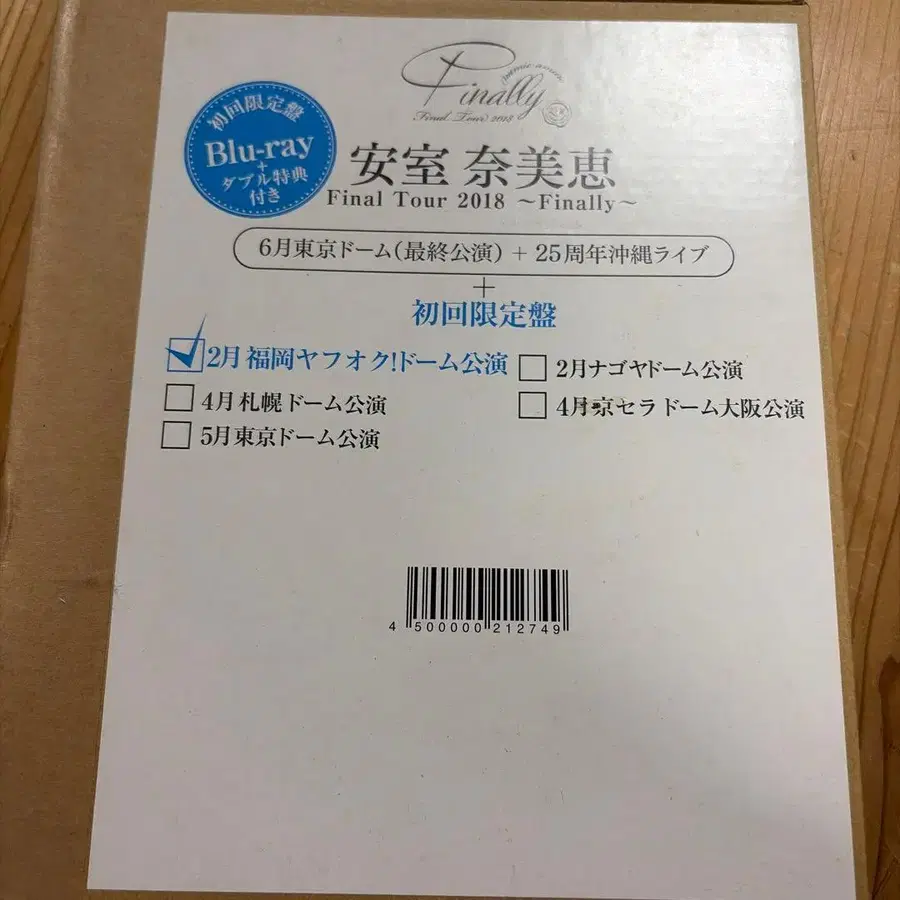 namie amuro
Finally
Final Tour 2018
初回限定盤
Blu-ray
+
ダブル特典
付き
安室 奈美恵
Final Tour 2018 ～Finally～
6月東京ドーム(最終公演) + 25周年沖縄ライブ
+
初回限定盤
2月 福岡ヤフオク!ドーム公演
2月ナゴヤドーム公演
4月札幌ドーム公演
4月京セラドーム大阪公演
5月東京ドーム公演
4 500000 212749